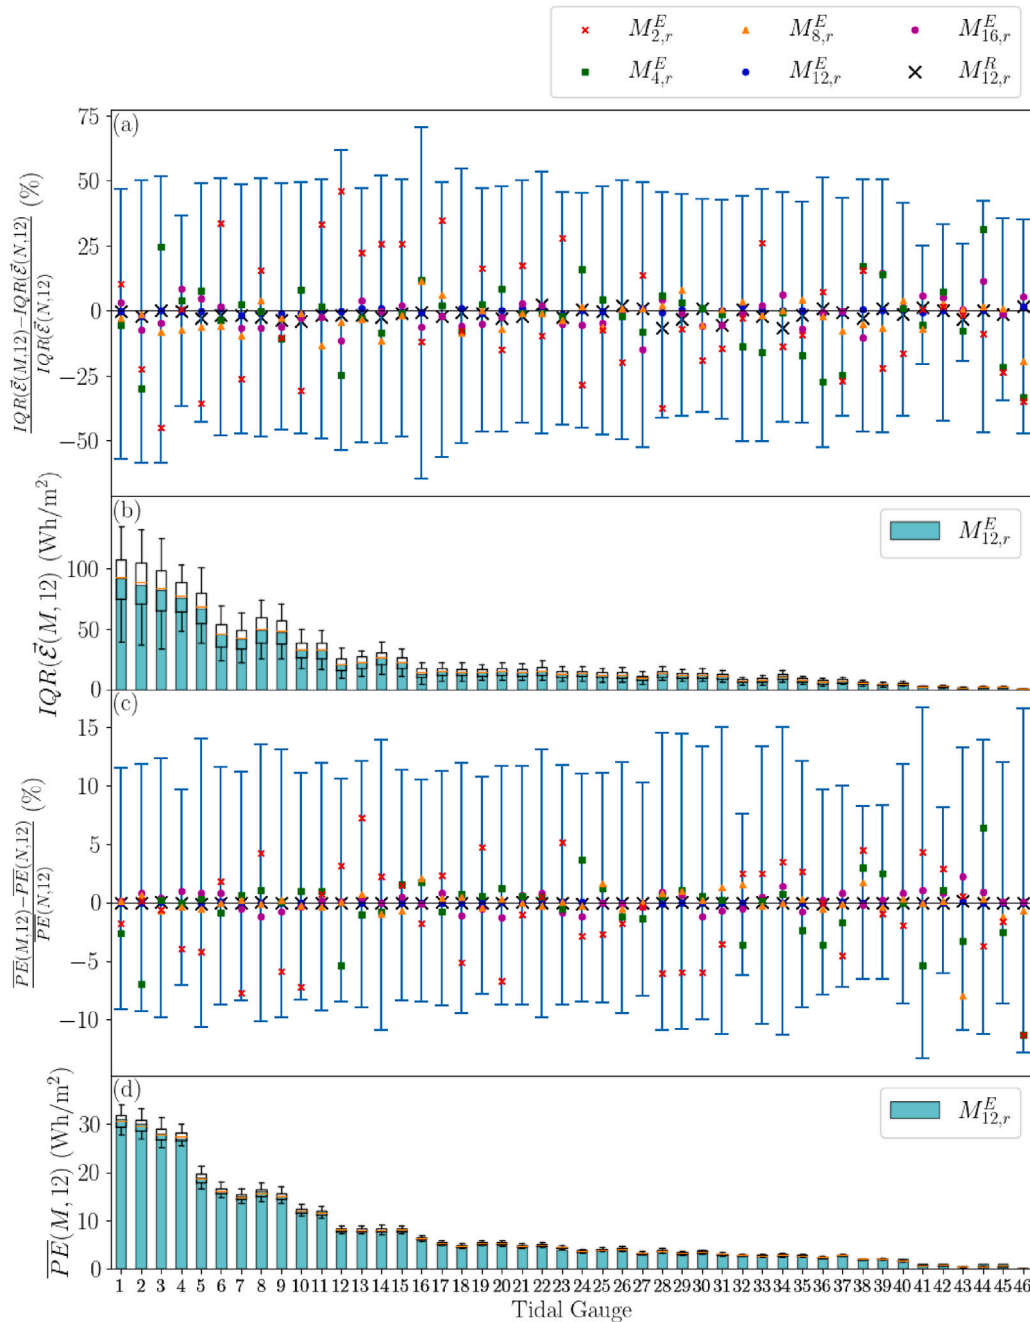 M^E_{2,r} M^E_{8,r} M^E_{16,r}
M^E_{4,r} M^E_{12,r} M^R_{12,r}
(a)
75
50
25
0
−25
−50
IQR(ℰ⃗(M,12)−IQR(ℰ⃗(N,12)) / IQR(ℰ⃗(N,12)) (%)
(b)
M^E_{12,r}
100
50
0
IQR(ℰ⃗(M, 12) (Wh/m²)
(c)
15
10
5
0
−5
−10
PE(M,12)−PE(N,12) / PE(N,12) (%)
(d)
M^E_{12,r}
30
20
10
0
PE(M, 12) (Wh/m²)
1 2 3 4 5 6 7 8 9 10 11 12 13 14 15 16 17 18 19 20 21 22 23 24 25 26 27 28 29 30 31 32 33 34 35 36 37 38 39 40 41 42 43 44 45 46
Tidal Gauge